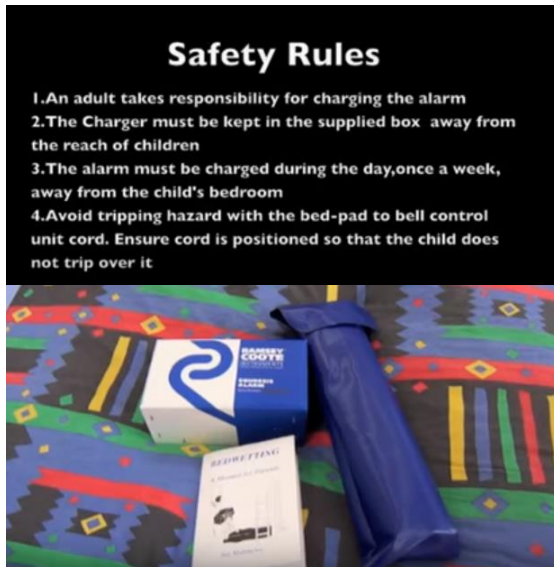 Safety Rules
1.An adult takes responsibility for charging the alarm
2.The Charger must be kept in the supplied box away from
the reach of children
3.The alarm must be charged during the day,once a week,
away from the child's bedroom
4.Avoid tripping hazard with the bed-pad to bell control
unit cord. Ensure cord is positioned so that the child does
not trip over it
RAMSEY
COOTE
ENURESIS
ALARM
BEDWETTING